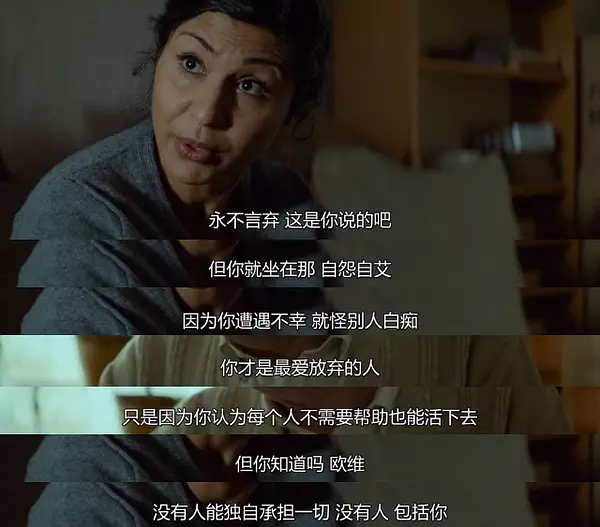 永不言弃 这是你说的吧
但你就坐在那 自怨自艾
因为你遭遇不幸 就怪别人白痴
你才是最爱放弃的人
只是因为你认为每个人不需要帮助也能活下去
但你知道吗 欧维
没有人能独自承担一切 没有人 包括你